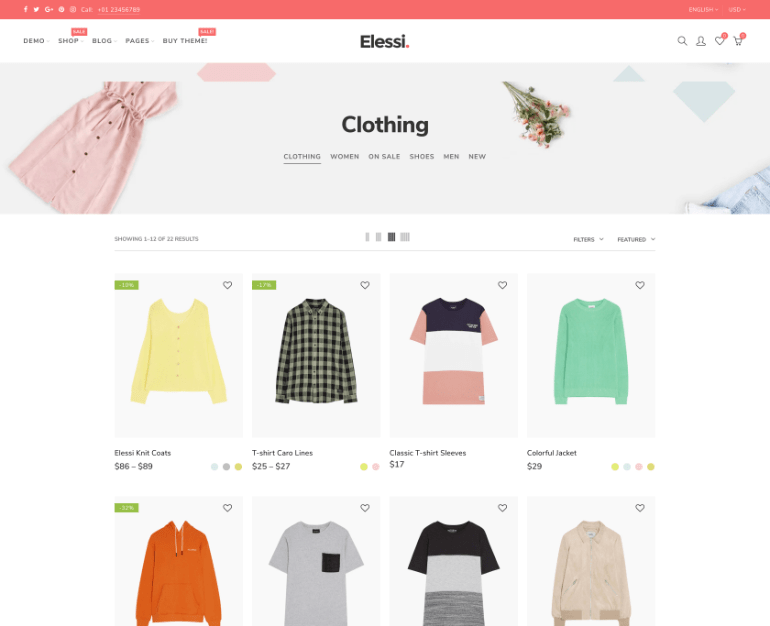 Call: +01 23456789
ENGLISH
USD
SALE
SALE!
DEMO SHOP BLOG PAGES BUY THEME!
Elessi.
0
0
Clothing
CLOTHING WOMEN ON SALE SHOES MEN NEW
SHOWING 1–12 OF 22 RESULTS
FILTERS
FEATURED
-17%
Elessi Knit Coats
T-shirt Caro Lines
Classic T-shirt Sleeves
Colorful Jacket
$86 – $89
$25 – $27
$17
$29